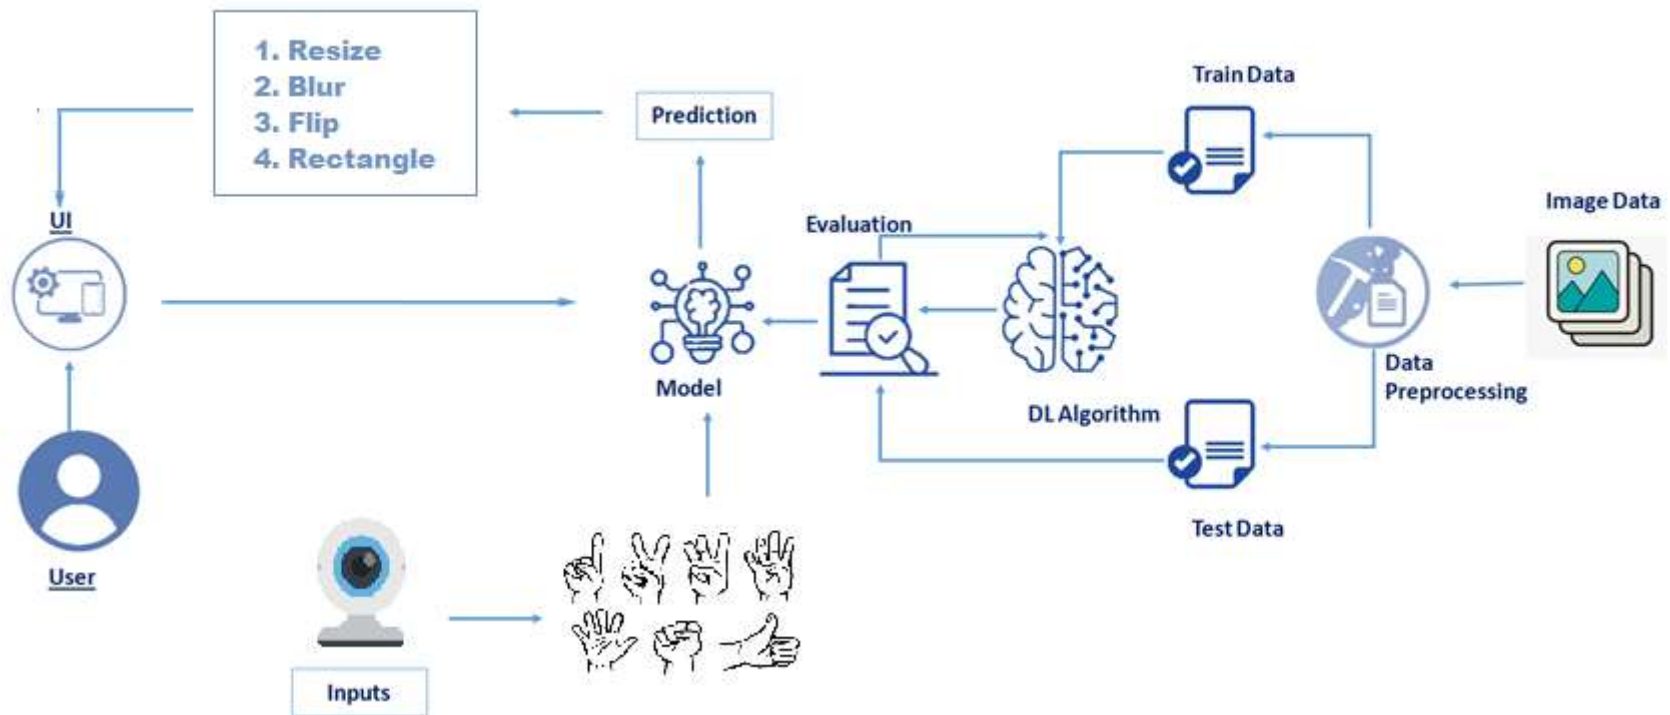 1. Resize
2. Blur
3. Flip
4. Rectangle
Prediction
Train Data
Image Data
UI
Evaluation
Model
DL Algorithm
Data
Preprocessing
Test Data
User
Inputs